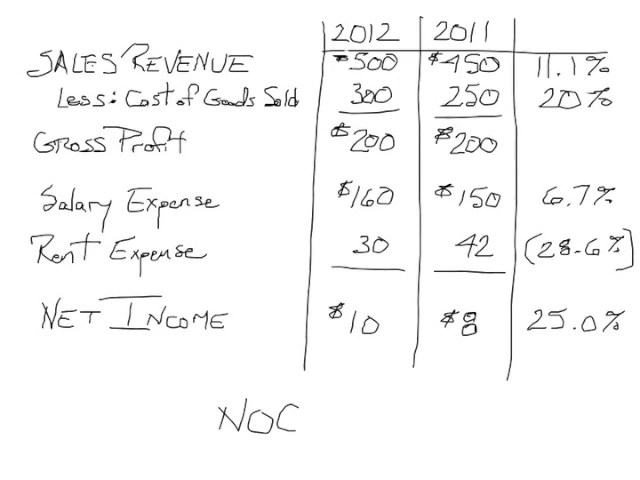 2012 2011
SALES REVENUE $500 $450 11.1%
Less: Cost of Goods Sold 300 250 20%
GROSS Profit $200 $200
Salary Expense $160 $150 6.7%
Rent Expense 30 42 (28.6%)
NET INCOME $10 $8 25.0%
NOC